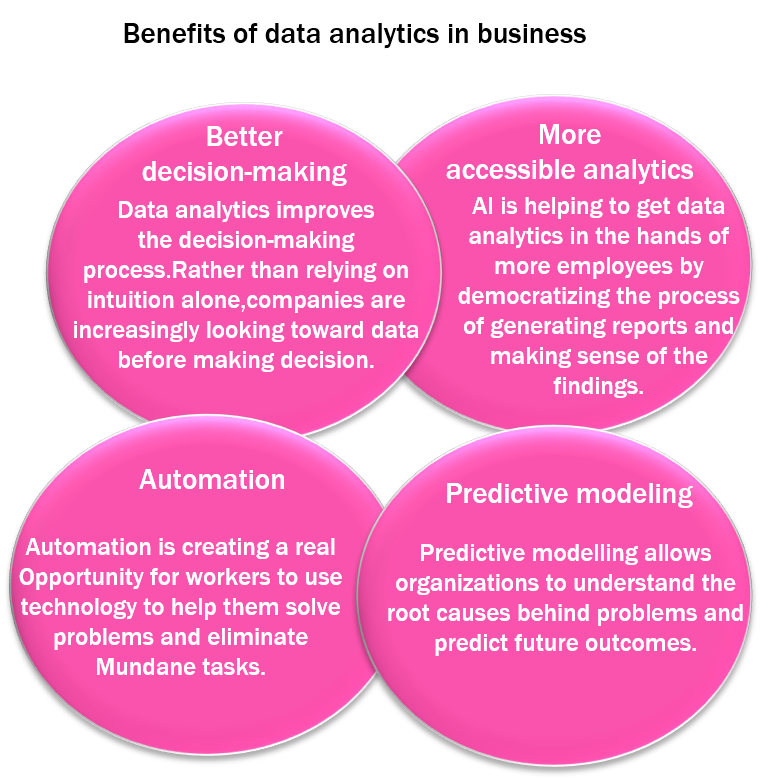 Benefits of data analytics in business
Better
decision-making
Data analytics improves
the decision-making
process.Rather than relying on
intuition alone,companies are
increasingly looking toward data
before making decision.
More
accessible analytics
AI is helping to get data
analytics in the hands of
more employees by
democratizing the process
of generating reports and
making sense of the
findings.
Automation
Automation is creating a real
Opportunity for workers to use
technology to help them solve
problems and eliminate
Mundane tasks.
Predictive modeling
Predictive modelling allows
organizations to understand the
root causes behind problems and
predict future outcomes.